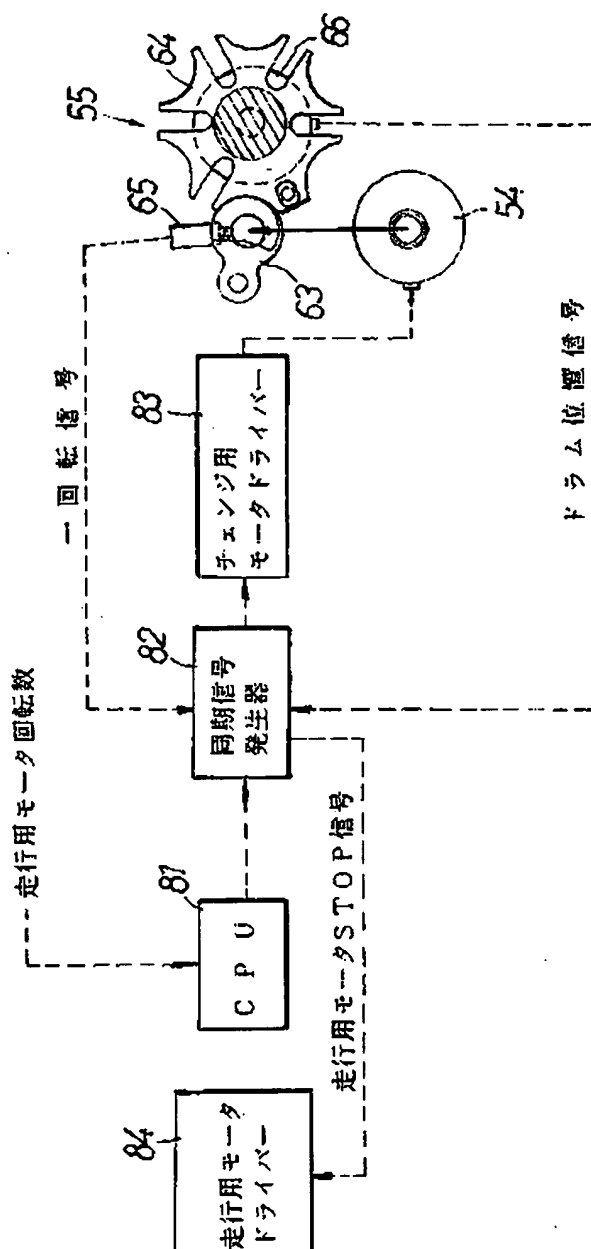 55
64
66
65
63
54
一回転信号
ドラム位置信号
83
チェンジ用
モータドライバー
82
同期信号
発生器
走行用モータ回転数
81
CPU
走行用モータSTOP信号
84
走行用モータ
ドライバー